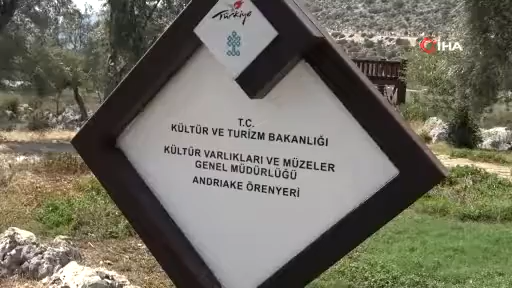 Türkiye
İHA
T.C.
KÜLTÜR VE TURİZM BAKANLIĞI
KÜLTÜR VARLIKLARI VE MÜZELER
GENEL MÜDÜRLÜĞÜ
ANDRIAKE ÖRENYERİ